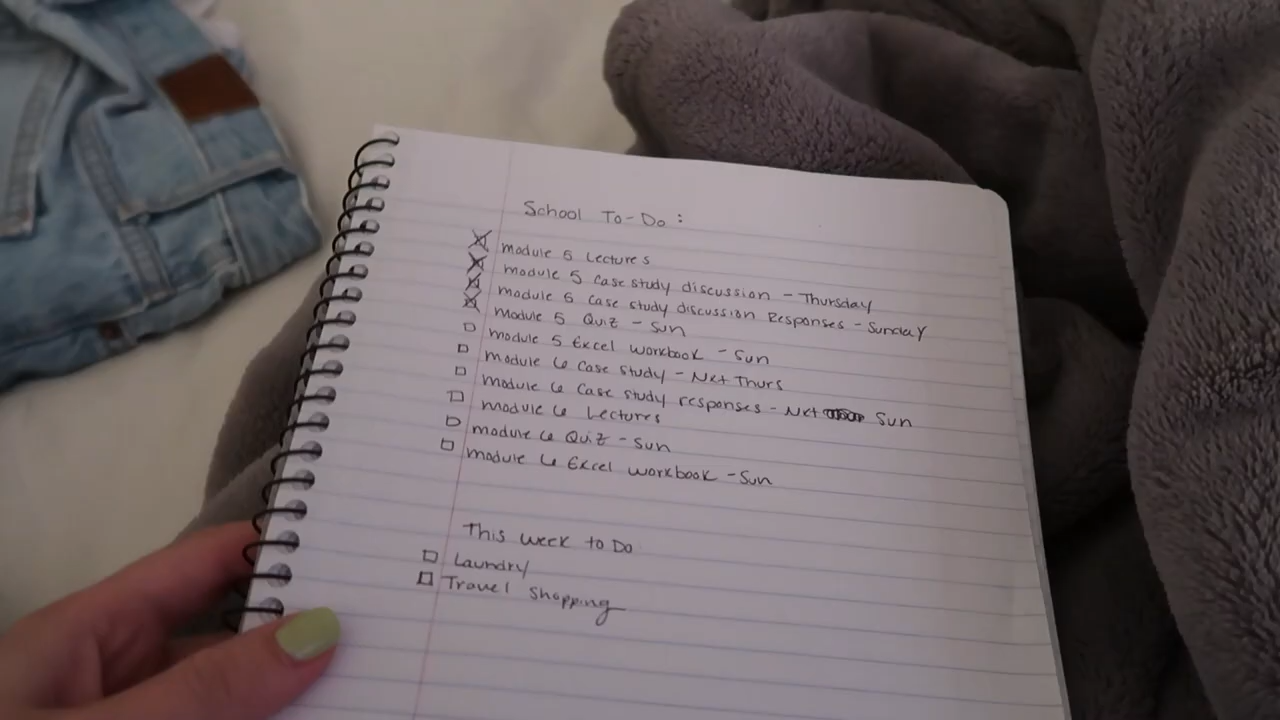 School To-Do:
Module 5 Lectures
Module 5 case study discussion - Thursday
Module 5 case study discussion Responses - Sunday
Module 5 Quiz - Sun
Module 5 Excel workbook - Sun
Module 6 Case study - Nxt Thurs
Module 6 Case study responses - Nxt Sun
Module 6 Lectures
Module 6 Quiz - Sun
Module 6 Excel workbook - Sun
This week to Do
Laundry
Travel Shopping